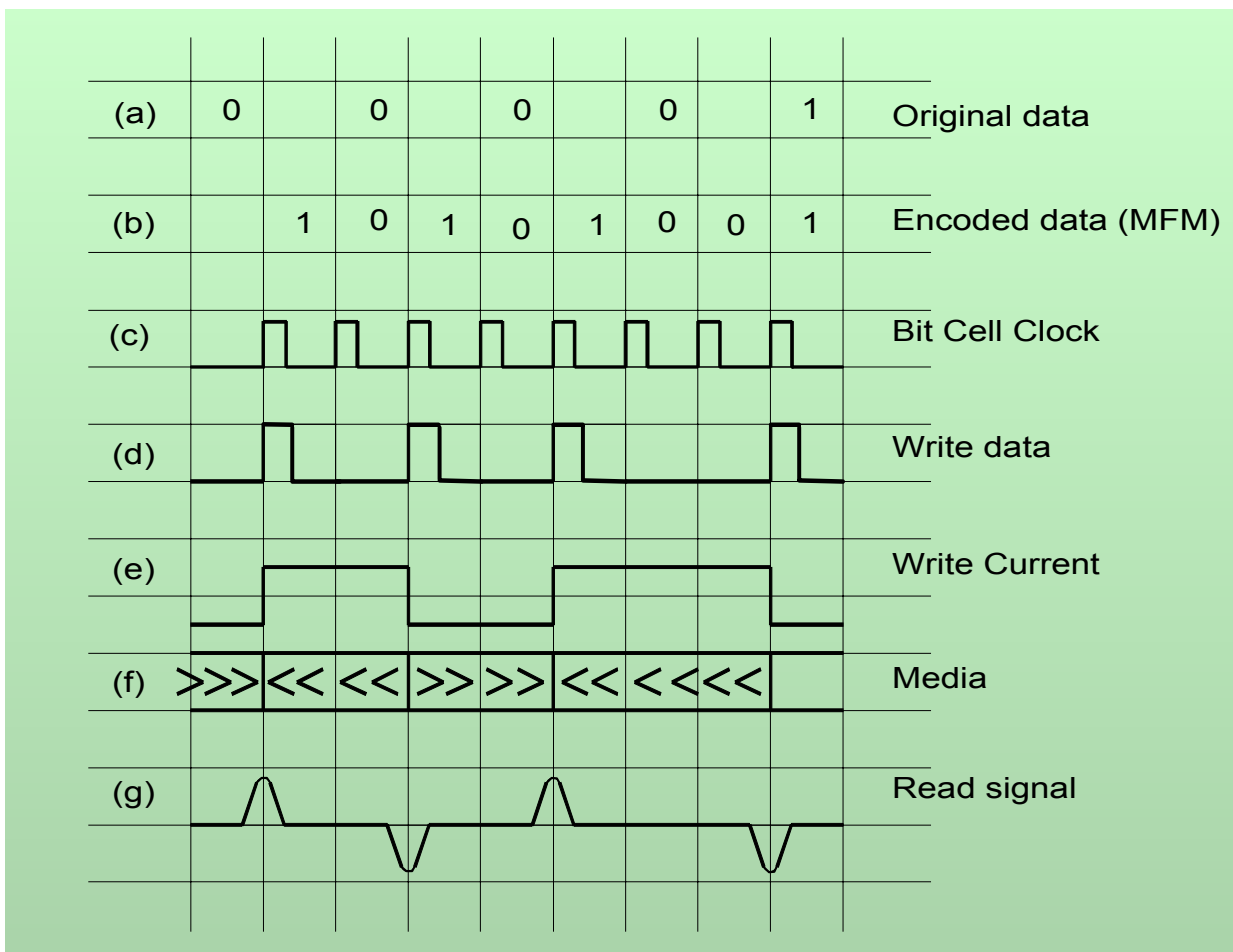 (a) 0 0 0 0 1 Original data
(b) 1 0 1 0 1 0 0 1 Encoded data (MFM)
(c) Bit Cell Clock
(d) Write data
(e) Write Current
(f) >>> << << >> >> << < <<< Media
(g) Read signal